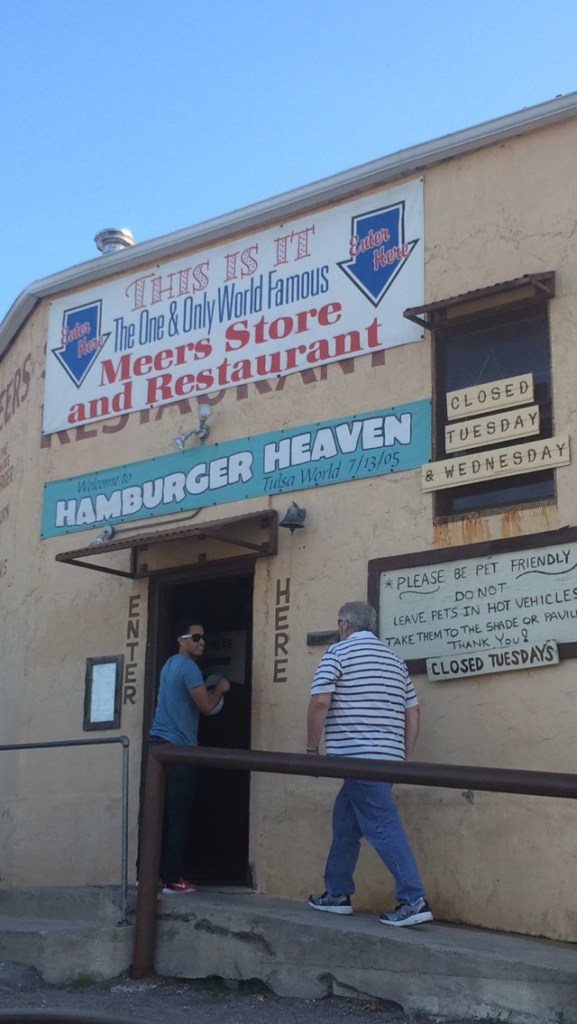 THIS IS IT
The One & Only World Famous
Meers Store
and Restaurant
Enter
Here
Enter
Here
RESTAURANT
Welcome to
HAMBURGER HEAVEN
Tulsa World 7/13/05
CLOSED
TUESDAY
& WEDNESDAY
* PLEASE BE PET FRIENDLY
DO NOT
LEAVE PETS IN HOT VEHICLES
TAKE THEM TO THE SHADE OR PAVIL
THANK YOU!
CLOSED TUESDAYS
ENTER
HERE